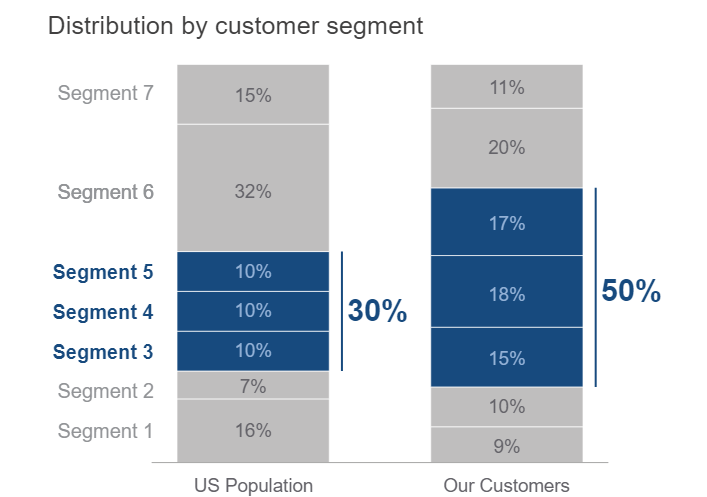 Distribution by customer segment
Segment 7
15%
11%
20%
Segment 6
32%
17%
Segment 5
10%
18%
50%
Segment 4
10%
30%
Segment 3
10%
15%
Segment 2
7%
10%
Segment 1
16%
9%
US Population
Our Customers